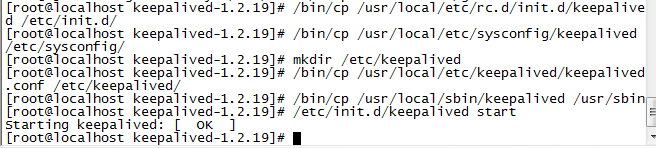 [root@localhost keepalived-1.2.19]# /bin/cp /usr/local/etc/rc.d/init.d/keepalive
d /etc/init.d/
[root@localhost keepalived-1.2.19]# /bin/cp /usr/local/etc/sysconfig/keepalived
/etc/sysconfig/
[root@localhost keepalived-1.2.19]# mkdir /etc/keepalived
[root@localhost keepalived-1.2.19]# /bin/cp /usr/local/etc/keepalived/keepalived
.conf /etc/keepalived/
[root@localhost keepalived-1.2.19]# /bin/cp /usr/local/sbin/keepalived /usr/sbin
[root@localhost keepalived-1.2.19]# /etc/init.d/keepalived start
Starting keepalived: [  OK  ]
[root@localhost keepalived-1.2.19]#